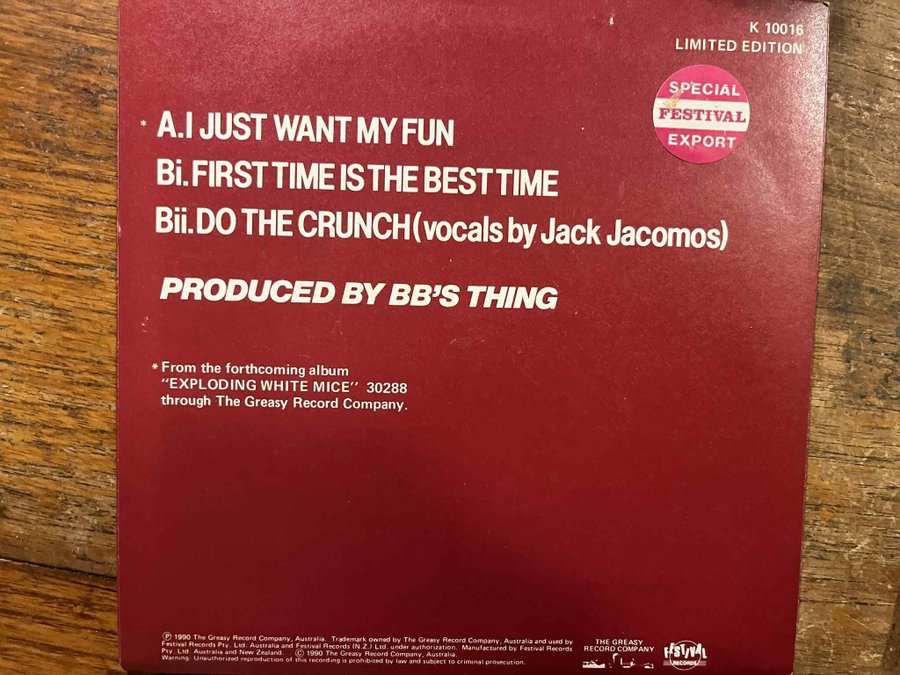 K 10016
LIMITED EDITION
SPECIAL
FESTIVAL
EXPORT
* A.I JUST WANT MY FUN
Bi.FIRST TIME IS THE BEST TIME
Bii.DO THE CRUNCH (vocals by Jack Jacomos)
PRODUCED BY BB'S THING
* From the forthcoming album
"EXPLODING WHITE MICE" 30288
through The Greasy Record Company.
Ⓟ 1990 The Greasy Record Company, Australia. Trademark owned by The Greasy Record Company, Australia and used by
Festival Records Pty. Ltd. Australia and Festival Records (N.Z.) Ltd. under authorization. Manufactured by Festival Records
Pty. Ltd. Australia and New Zealand. Ⓒ 1990 The Greasy Record Company, Australia.
Warning: Unauthorized reproduction of this recording is prohibited by law and subject to criminal prosecution.
THE GREASY
RECORD COMPANY
FESTIVAL
RECORDS